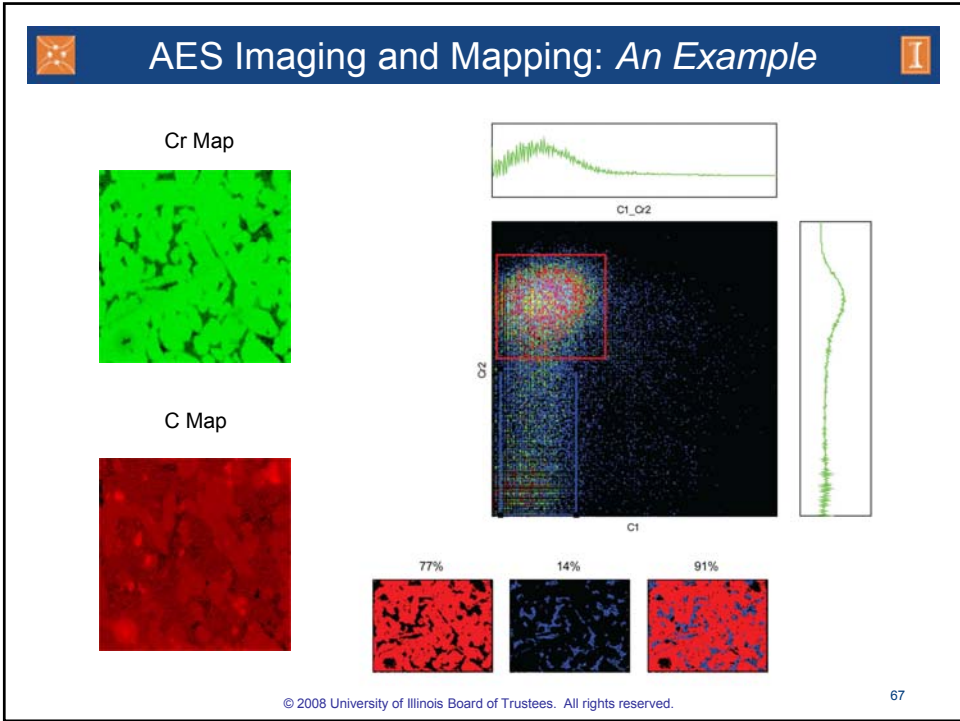 AES Imaging and Mapping: An Example
I
Cr Map
C Map
C1_Cr2
Cr2
C1
77%
14%
91%
© 2008 University of Illinois Board of Trustees. All rights reserved.
67